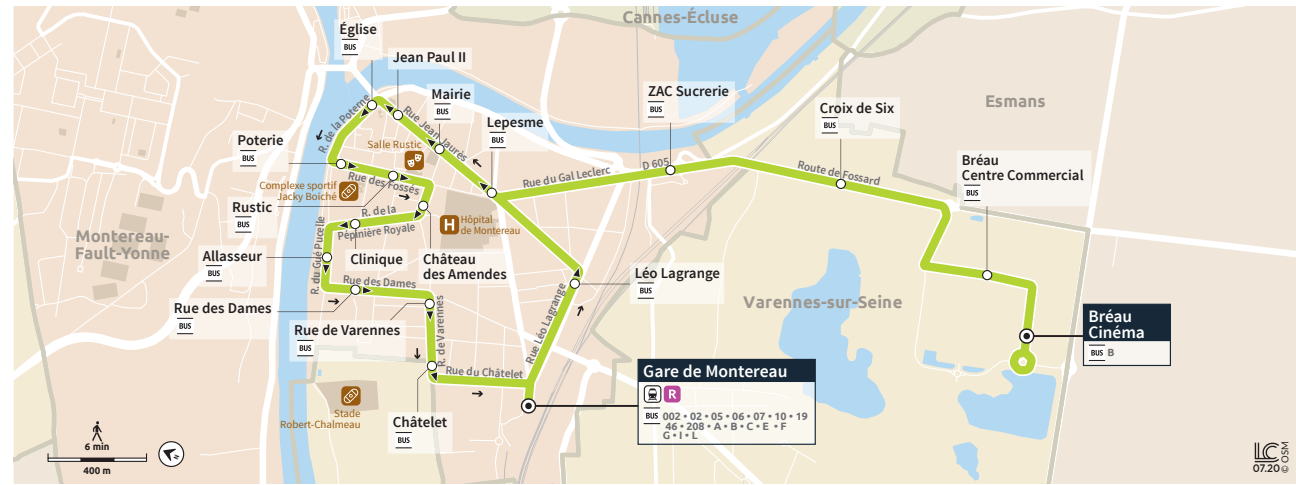 Cannes-Écluse
Église
BUS
Jean Paul II
Mairie
BUS
Lepesme
BUS
ZAC Sucrerie
BUS
Croix de Six
BUS
Esmans
Bréau
Centre Commercial
BUS
R. de la Poterne
Rue Jean Jaurès
Salle Rustic
Poterie
BUS
Rue des Fossés
Complexe sportif
Jacky Boiché
Rustic
BUS
Rue du Gal Leclerc
D 605
Route de Fossard
R. de la
Pépinière Royale
H
Hôpital
de Montereau
Montereau-
Fault-Yonne
R. du Gué Pucelle
Allasseur
BUS
Clinique
Château
des Amendes
Rue des Dames
Rue des Dames
BUS
Léo Lagrange
BUS
Rue Léo Lagrange
Varennes-sur-Seine
Rue de Varennes
BUS
R. de Varennes
Rue du Châtelet
Bréau
Cinéma
BUS B
Gare de Montereau
R
BUS 002 • 02 • 05 • 06 • 07 • 10 • 19
46 • 208 • A • B • C • E • F
G • I • L
Stade
Robert-Chalmeau
Châtelet
BUS
6 min
400 m
LC
07.20 © OSM